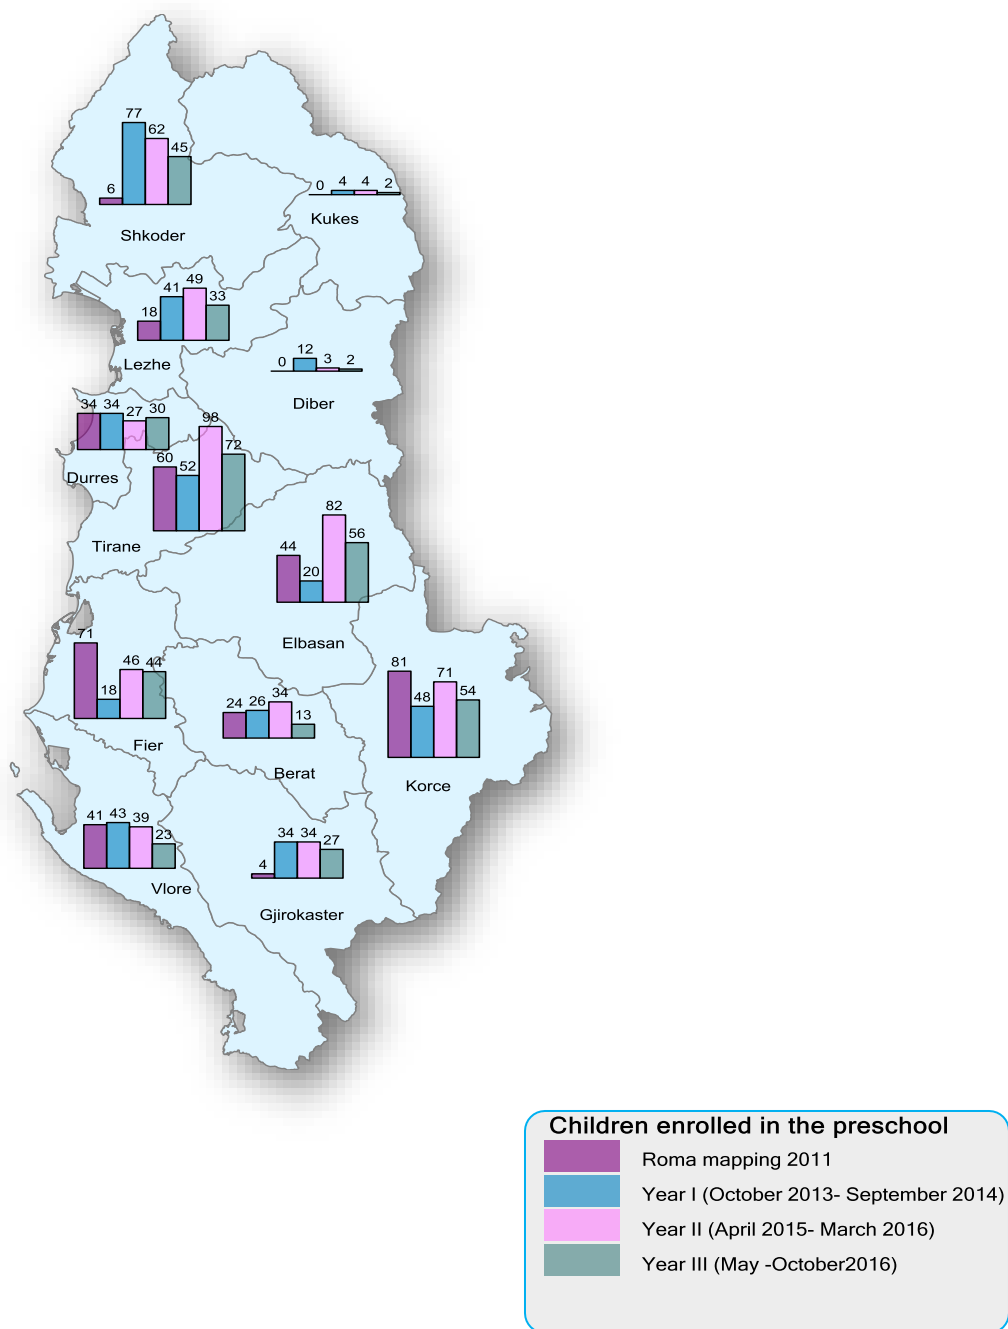 77
62
45
6
Shkoder
0 4 4 2
Kukes
18 41 49 33
Lezhe
0 12 3 2
Diber
34 34 27 30
Durres
60 52 98 72
Tirane
44 20 82 56
Elbasan
71 18 46 44
Fier
24 26 34 13
Berat
81 48 71 54
Korce
41 43 39 23
Vlore
4 34 34 27
Gjirokaster
Children enrolled in the preschool
Roma mapping 2011
Year I (October 2013- September 2014)
Year II (April 2015- March 2016)
Year III (May -October2016)